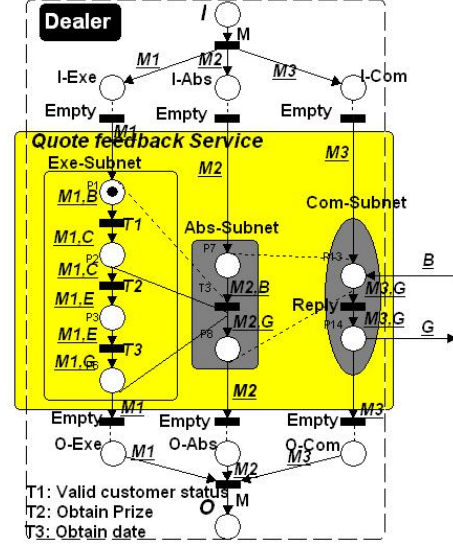 Dealer
I
M
M1 M2 M3
I-Exe I-Abs I-Com
Empty Empty Empty
M1
Quote feedback Service
Exe-Subnet M2 M3
P1
M1.B Abs-Subnet Com-Subnet
T1
M1.C P7 P13 B
P2
M1.C T3 M2.B M3.G
T2 Reply
M1.E M2.G M3.G
P3 P8 P14 G
M1.E
T3
M1.G
M1 M2 M3
Empty Empty Empty
O-Exe O-Abs O-Com
M1 M2 M3
T1: Valid customer status
M
T2: Obtain Prize O
T3: Obtain date